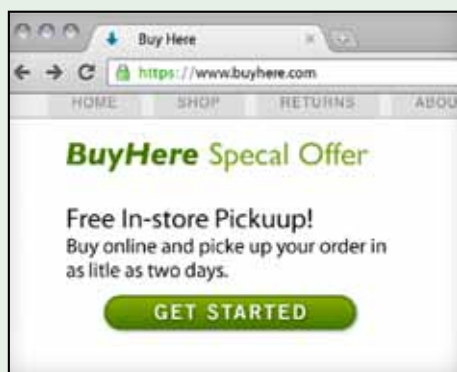 Buy Here
https://www.buyhere.com
HOME SHOP RETURNS ABOU
BuyHere Specal Offer
Free In-store Pickuup!
Buy online and picke up your order in
as litle as two days.
GET STARTED